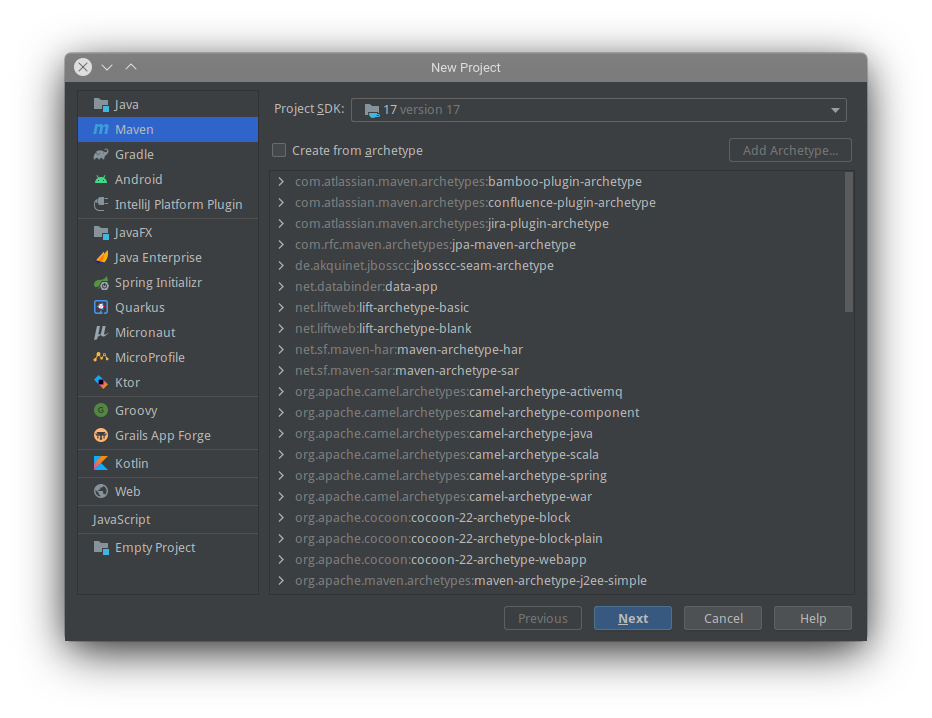 New Project
Java
Maven
Gradle
Android
IntelliJ Platform Plugin
JavaFX
Java Enterprise
Spring Initializr
Quarkus
Micronaut
MicroProfile
Ktor
Groovy
Grails App Forge
Kotlin
Web
JavaScript
Empty Project
Project SDK: 17 version 17
Create from archetype
Add Archetype...
com.atlassian.maven.archetypes:bamboo-plugin-archetype
com.atlassian.maven.archetypes:confluence-plugin-archetype
com.atlassian.maven.archetypes:jira-plugin-archetype
com.rfc.maven.archetypes:jpa-maven-archetype
de.akquinet.jbosscc:jbosscc-seam-archetype
net.databinder:data-app
net.liftweb:lift-archetype-basic
net.liftweb:lift-archetype-blank
net.sf.maven-har:maven-archetype-har
net.sf.maven-sar:maven-archetype-sar
org.apache.camel.archetypes:camel-archetype-activemq
org.apache.camel.archetypes:camel-archetype-component
org.apache.camel.archetypes:camel-archetype-java
org.apache.camel.archetypes:camel-archetype-scala
org.apache.camel.archetypes:camel-archetype-spring
org.apache.camel.archetypes:camel-archetype-war
org.apache.cocoon:cocoon-22-archetype-block
org.apache.cocoon:cocoon-22-archetype-block-plain
org.apache.cocoon:cocoon-22-archetype-webapp
org.apache.maven.archetypes:maven-archetype-j2ee-simple
Previous
Next
Cancel
Help